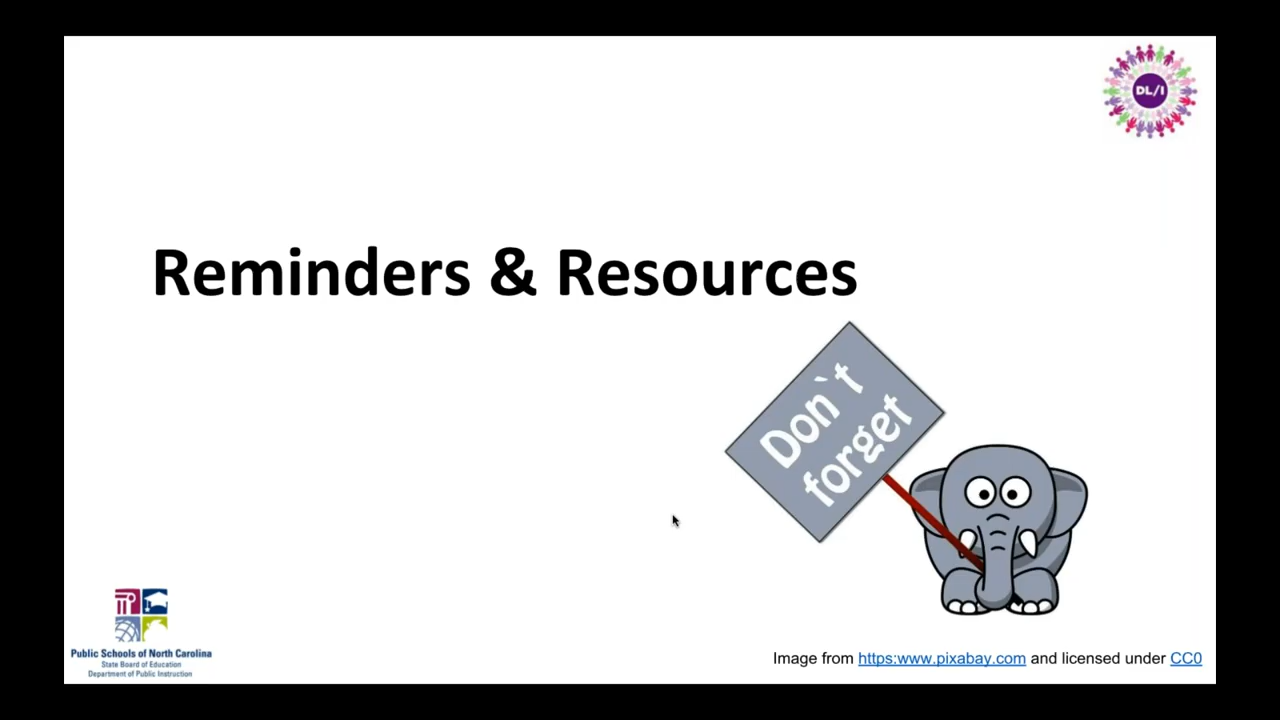 DL/I
Reminders & Resources
Don`t
forget
Public Schools of North Carolina
State Board of Education
Department of Public Instruction
Image from https:www.pixabay.com and licensed under CC0